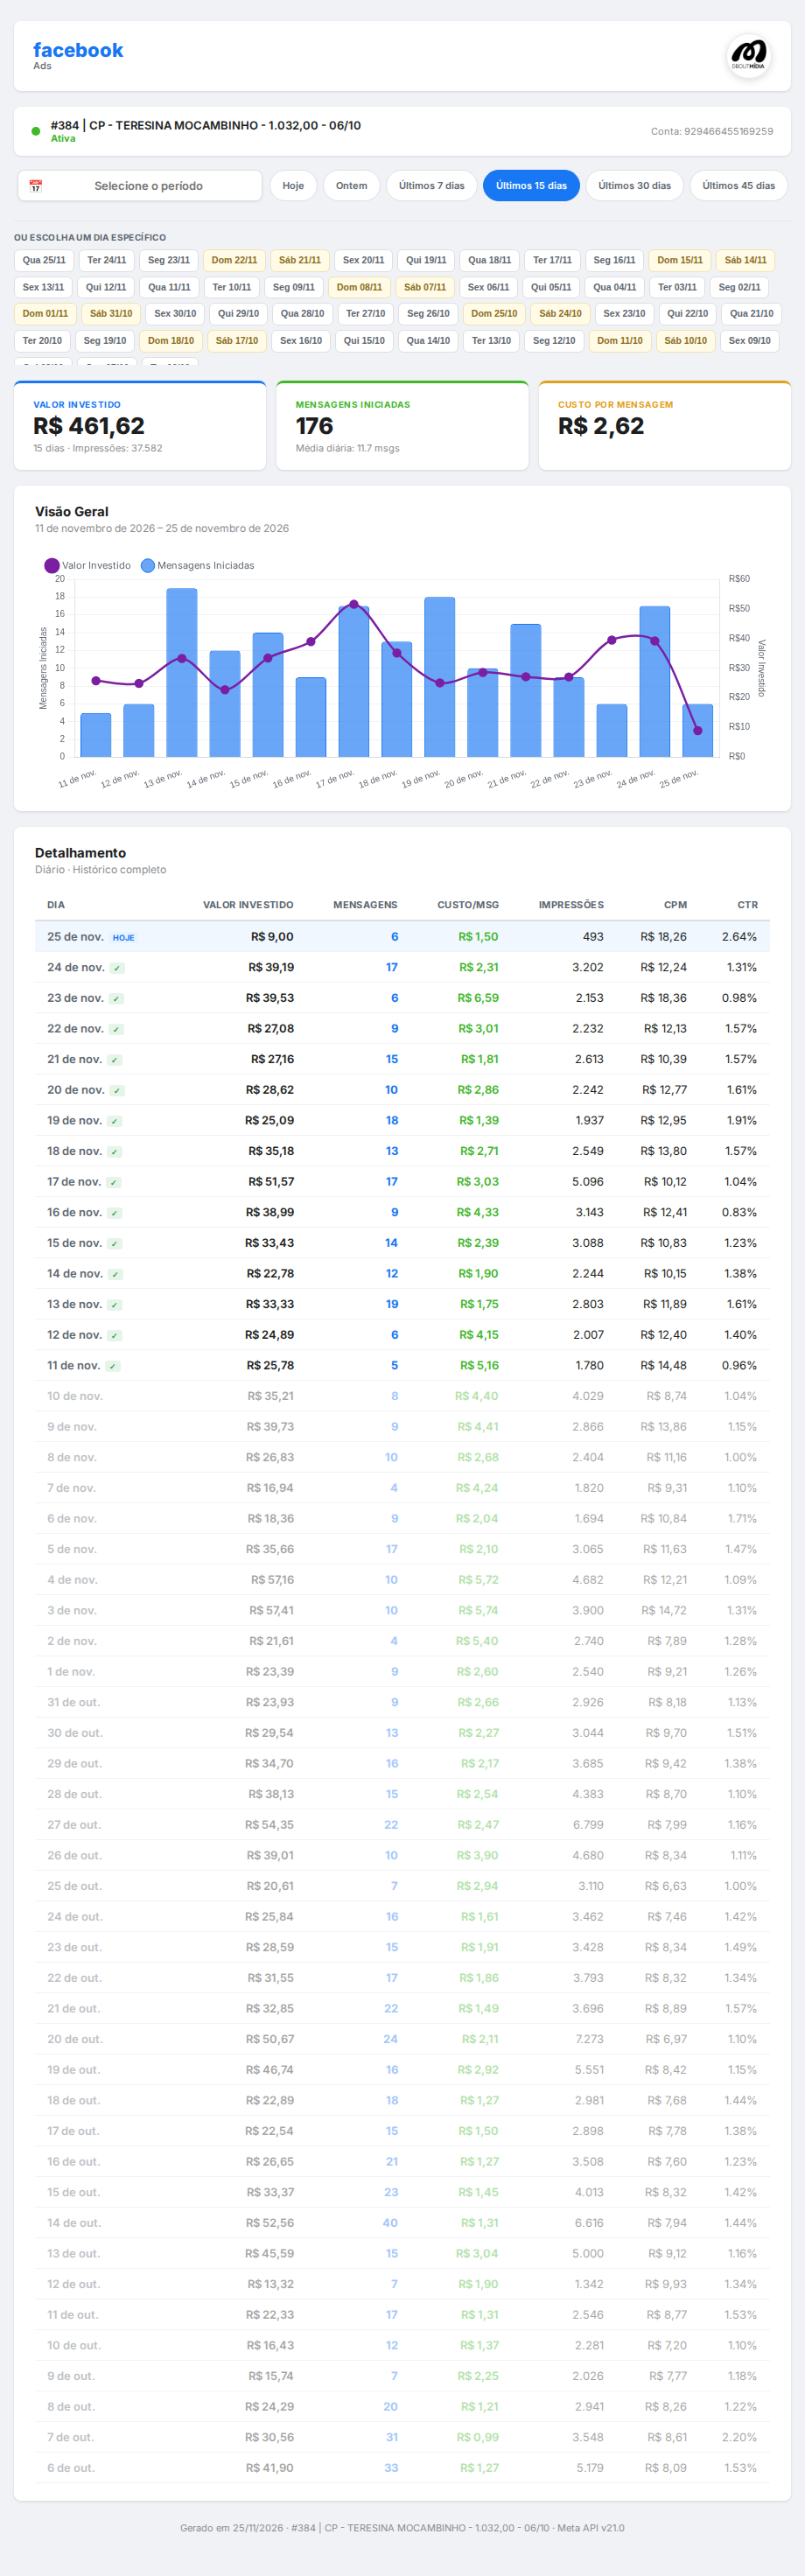 facebook
Ads
DBOUTMÍDIA
#384 | CP - TERESINA MOCAMBINHO - 1.032,00 - 06/10
Ativa
Conta: 929466455169259
Selecione o período
Hoje
Ontem
Últimos 7 dias
Últimos 15 dias
Últimos 30 dias
Últimos 45 dias
OU ESCOLHA UM DIA ESPECÍFICO
Qua 25/11 Ter 24/11 Seg 23/11 Dom 22/11 Sáb 21/11 Sex 20/11 Qui 19/11 Qua 18/11 Ter 17/11 Seg 16/11 Dom 15/11 Sáb 14/11
Sex 13/11 Qui 12/11 Qua 11/11 Ter 10/11 Seg 09/11 Dom 08/11 Sáb 07/11 Sex 06/11 Qui 05/11 Qua 04/11 Ter 03/11 Seg 02/11
Dom 01/11 Sáb 31/10 Sex 30/10 Qui 29/10 Qua 28/10 Ter 27/10 Seg 26/10 Dom 25/10 Sáb 24/10 Sex 23/10 Qui 22/10 Qua 21/10
Ter 20/10 Seg 19/10 Dom 18/10 Sáb 17/10 Sex 16/10 Qui 15/10 Qua 14/10 Ter 13/10 Seg 12/10 Dom 11/10 Sáb 10/10 Sex 09/10
VALOR INVESTIDO
R$ 461,62
15 dias · Impressões: 37.582
MENSAGENS INICIADAS
176
Média diária: 11.7 msgs
CUSTO POR MENSAGEM
R$ 2,62
Visão Geral
11 de novembro de 2026 – 25 de novembro de 2026
Valor Investido
Mensagens Iniciadas
20
18
16
14
12
10
8
6
4
2
0
Mensagens Iniciadas
R$60
R$50
R$40
R$30
R$20
R$10
R$0
Valor Investido
11 de nov. 12 de nov. 13 de nov. 14 de nov. 15 de nov. 16 de nov. 17 de nov. 18 de nov. 19 de nov. 20 de nov. 21 de nov. 22 de nov. 23 de nov. 24 de nov. 25 de nov.
Detalhamento
Diário · Histórico completo
DIA VALOR INVESTIDO MENSAGENS CUSTO/MSG IMPRESSÕES CPM CTR
25 de nov. HOJE R$ 9,00 6 R$ 1,50 493 R$ 18,26 2.64%
24 de nov. ✓ R$ 39,19 17 R$ 2,31 3.202 R$ 12,24 1.31%
23 de nov. ✓ R$ 39,53 6 R$ 6,59 2.153 R$ 18,36 0.98%
22 de nov. ✓ R$ 27,08 9 R$ 3,01 2.232 R$ 12,13 1.57%
21 de nov. ✓ R$ 27,16 15 R$ 1,81 2.613 R$ 10,39 1.57%
20 de nov. ✓ R$ 28,62 10 R$ 2,86 2.242 R$ 12,77 1.61%
19 de nov. ✓ R$ 25,09 18 R$ 1,39 1.937 R$ 12,95 1.91%
18 de nov. ✓ R$ 35,18 13 R$ 2,71 2.549 R$ 13,80 1.57%
17 de nov. ✓ R$ 51,57 17 R$ 3,03 5.096 R$ 10,12 1.04%
16 de nov. ✓ R$ 38,99 9 R$ 4,33 3.143 R$ 12,41 0.83%
15 de nov. ✓ R$ 33,43 14 R$ 2,39 3.088 R$ 10,83 1.23%
14 de nov. ✓ R$ 22,78 12 R$ 1,90 2.244 R$ 10,15 1.38%
13 de nov. ✓ R$ 33,33 19 R$ 1,75 2.803 R$ 11,89 1.61%
12 de nov. ✓ R$ 24,89 6 R$ 4,15 2.007 R$ 12,40 1.40%
11 de nov. ✓ R$ 25,78 5 R$ 5,16 1.780 R$ 14,48 0.96%
10 de nov. R$ 35,21 8 R$ 4,40 4.029 R$ 8,74 1.04%
9 de nov. R$ 39,73 9 R$ 4,41 2.866 R$ 13,86 1.15%
8 de nov. R$ 26,83 10 R$ 2,68 2.404 R$ 11,16 1.00%
7 de nov. R$ 16,94 4 R$ 4,24 1.820 R$ 9,31 1.10%
6 de nov. R$ 18,36 9 R$ 2,04 1.694 R$ 10,84 1.71%
5 de nov. R$ 35,66 17 R$ 2,10 3.065 R$ 11,63 1.47%
4 de nov. R$ 57,16 10 R$ 5,72 4.682 R$ 12,21 1.09%
3 de nov. R$ 57,41 10 R$ 5,74 3.900 R$ 14,72 1.31%
2 de nov. R$ 21,61 4 R$ 5,40 2.740 R$ 7,89 1.28%
1 de nov. R$ 23,39 9 R$ 2,60 2.540 R$ 9,21 1.26%
31 de out. R$ 23,93 9 R$ 2,66 2.926 R$ 8,18 1.13%
30 de out. R$ 29,54 13 R$ 2,27 3.044 R$ 9,70 1.51%
29 de out. R$ 34,70 16 R$ 2,17 3.685 R$ 9,42 1.38%
28 de out. R$ 38,13 15 R$ 2,54 4.383 R$ 8,70 1.10%
27 de out. R$ 54,35 22 R$ 2,47 6.799 R$ 7,99 1.16%
26 de out. R$ 39,01 10 R$ 3,90 4.680 R$ 8,34 1.11%
25 de out. R$ 20,61 7 R$ 2,94 3.110 R$ 6,63 1.00%
24 de out. R$ 25,84 16 R$ 1,61 3.462 R$ 7,46 1.42%
23 de out. R$ 28,59 15 R$ 1,91 3.428 R$ 8,34 1.49%
22 de out. R$ 31,55 17 R$ 1,86 3.793 R$ 8,32 1.34%
21 de out. R$ 32,85 22 R$ 1,49 3.696 R$ 8,89 1.57%
20 de out. R$ 50,67 24 R$ 2,11 7.273 R$ 6,97 1.10%
19 de out. R$ 46,74 16 R$ 2,92 5.551 R$ 8,42 1.15%
18 de out. R$ 22,89 18 R$ 1,27 2.981 R$ 7,68 1.44%
17 de out. R$ 22,54 15 R$ 1,50 2.898 R$ 7,78 1.38%
16 de out. R$ 26,65 21 R$ 1,27 3.508 R$ 7,60 1.23%
15 de out. R$ 33,37 23 R$ 1,45 4.013 R$ 8,32 1.42%
14 de out. R$ 52,56 40 R$ 1,31 6.616 R$ 7,94 1.44%
13 de out. R$ 45,59 15 R$ 3,04 5.000 R$ 9,12 1.16%
12 de out. R$ 13,32 7 R$ 1,90 1.342 R$ 9,93 1.34%
11 de out. R$ 22,33 17 R$ 1,31 2.546 R$ 8,77 1.53%
10 de out. R$ 16,43 12 R$ 1,37 2.281 R$ 7,20 1.10%
9 de out. R$ 15,74 7 R$ 2,25 2.026 R$ 7,77 1.18%
8 de out. R$ 24,29 20 R$ 1,21 2.941 R$ 8,26 1.22%
7 de out. R$ 30,56 31 R$ 0,99 3.548 R$ 8,61 2.20%
6 de out. R$ 41,90 33 R$ 1,27 5.179 R$ 8,09 1.53%
Gerado em 25/11/2026 · #384 | CP - TERESINA MOCAMBINHO - 1.032,00 - 06/10 · Meta API v21.0